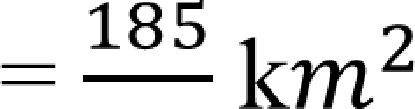 = 185/ km²